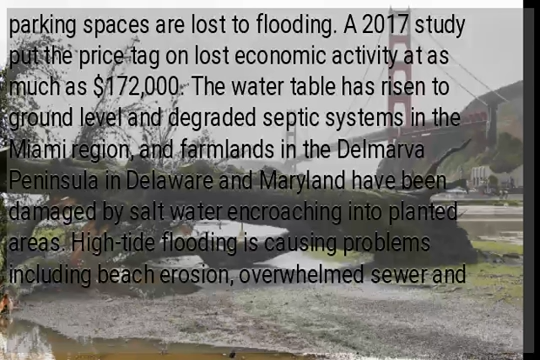 parking spaces are lost to flooding. A 2017 study
put the price tag on lost economic activity at as
much as $172,000. The water table has risen to
ground level and degraded septic systems in the
Miami region, and farmlands in the Delmarva
Peninsula in Delaware and Maryland have been
damaged by salt water encroaching into planted
areas. High-tide flooding is causing problems
including beach erosion, overwhelmed sewer and